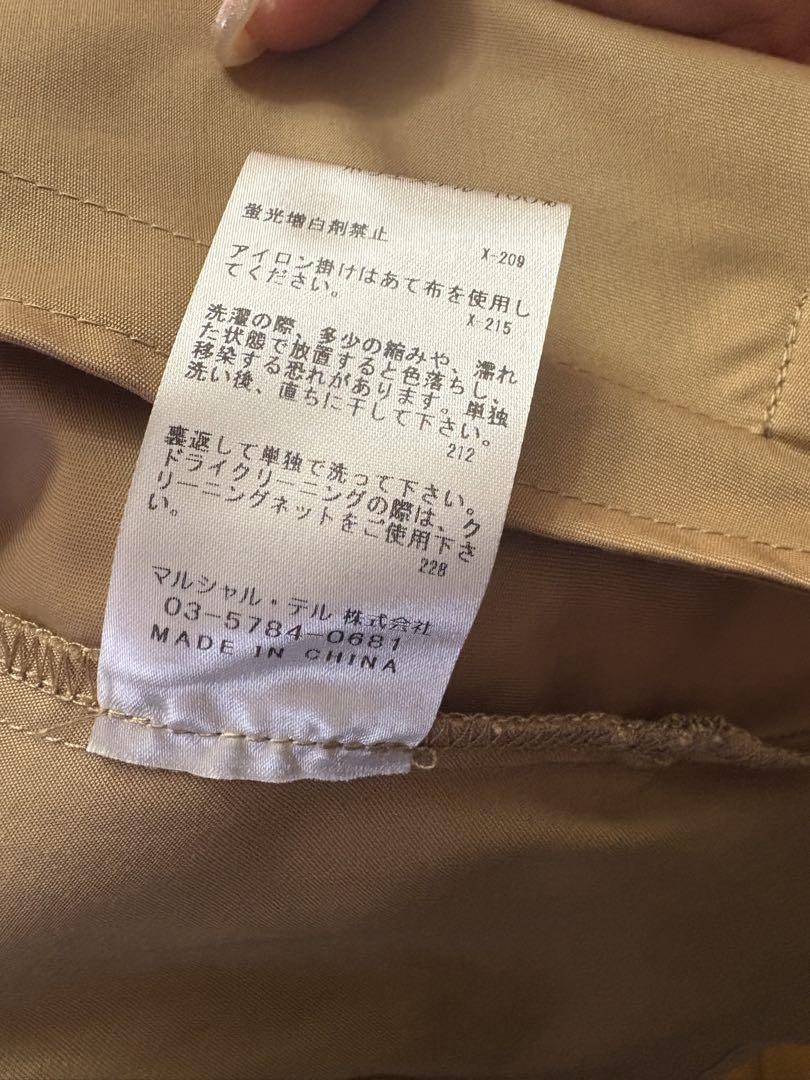 100%
蛍光増白剤禁止
X-209
アイロン掛けはあて布を使用し
てください。
X-215
洗濯の際、多少の縮みや、濡れ
た状態で放置すると色落ちし、
移染する恐れがあります。単独
洗い後、直ちに干して下さい。
212
裏返して単独で洗って下さい。
ドライクリーニングの際は、ク
リーニングネットをご使用下さ
い。
228
マルシャル・テル 株式会社
03-5784-0681
MADE IN CHINA